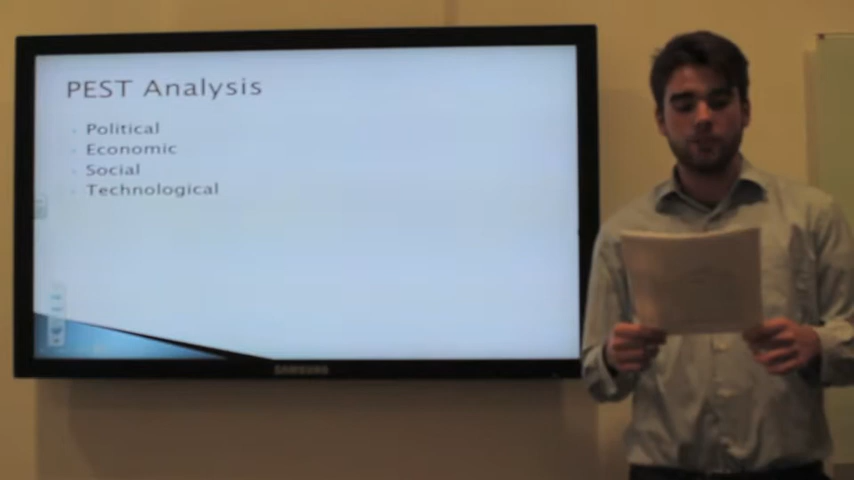 PEST Analysis
Political
Economic
Social
Technological
SAMSUNG